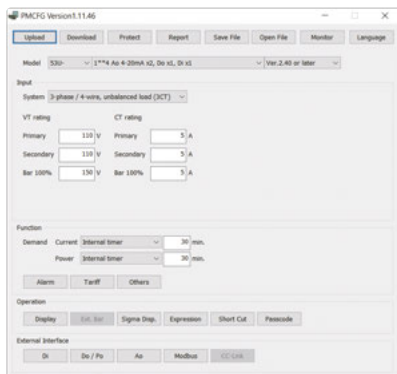 PMCFG Version1.11.46
Upload Download Protect Report Save File Open File Monitor Language
Model 53U- 1**4 Ao 4-20mA x2, Do x1, Di x1 Ver.2.40 or later
Input
System 3-phase / 4-wire, unbalanced load (3CT)
VT rating CT rating
Primary 110 V Primary 5 A
Secondary 110 V Secondary 5 A
Bar 100% 150 V Bar 100% 5 A
Function
Demand Current Internal timer 30 min.
Power Internal timer 30 min.
Alarm Tariff Others
Operation
Display Ext. Bar Sigma Disp. Expression Short Cut Passcode
External Interface
Di Do / Po Ao Modbus CC-Link